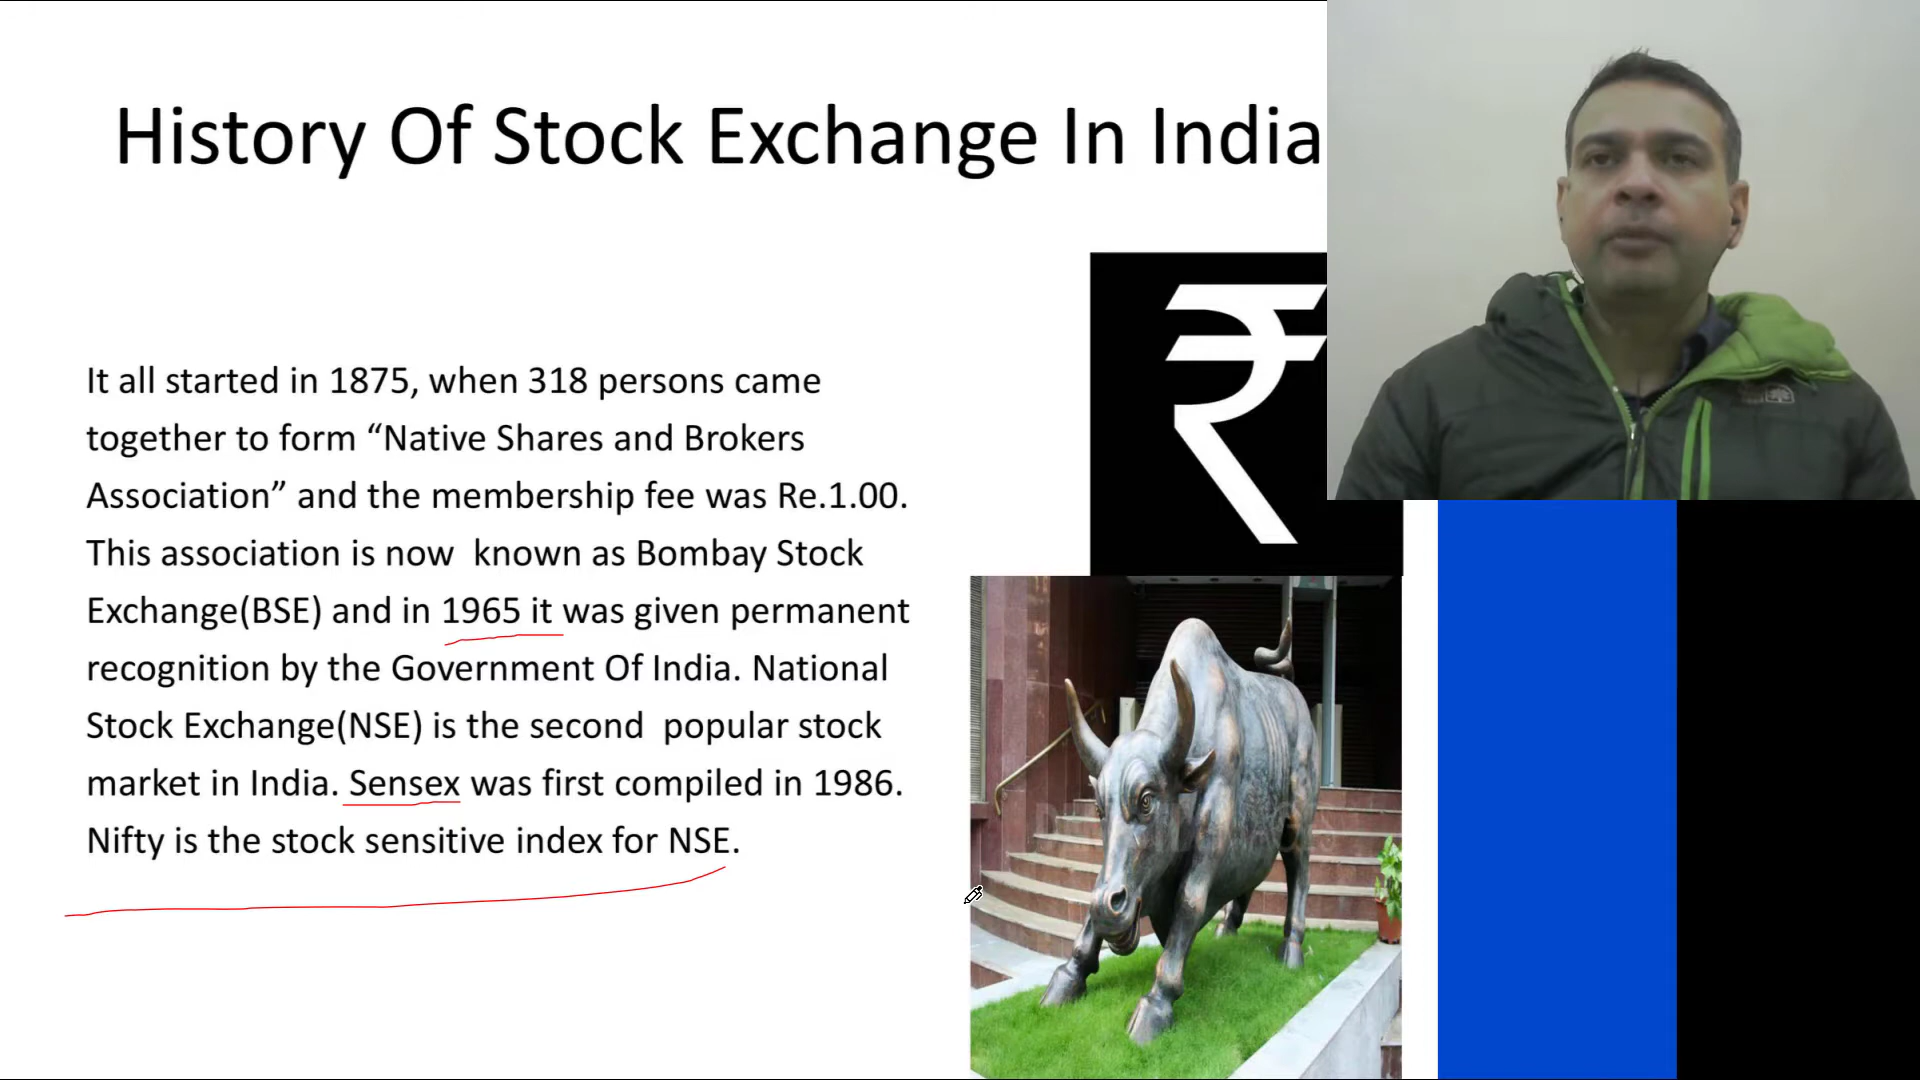 History Of Stock Exchange In India
It all started in 1875, when 318 persons came
together to form “Native Shares and Brokers
Association” and the membership fee was Re.1.00.
This association is now known as Bombay Stock
Exchange(BSE) and in 1965 it was given permanent
recognition by the Government Of India. National
Stock Exchange(NSE) is the second popular stock
market in India. Sensex was first compiled in 1986.
Nifty is the stock sensitive index for NSE.
₹